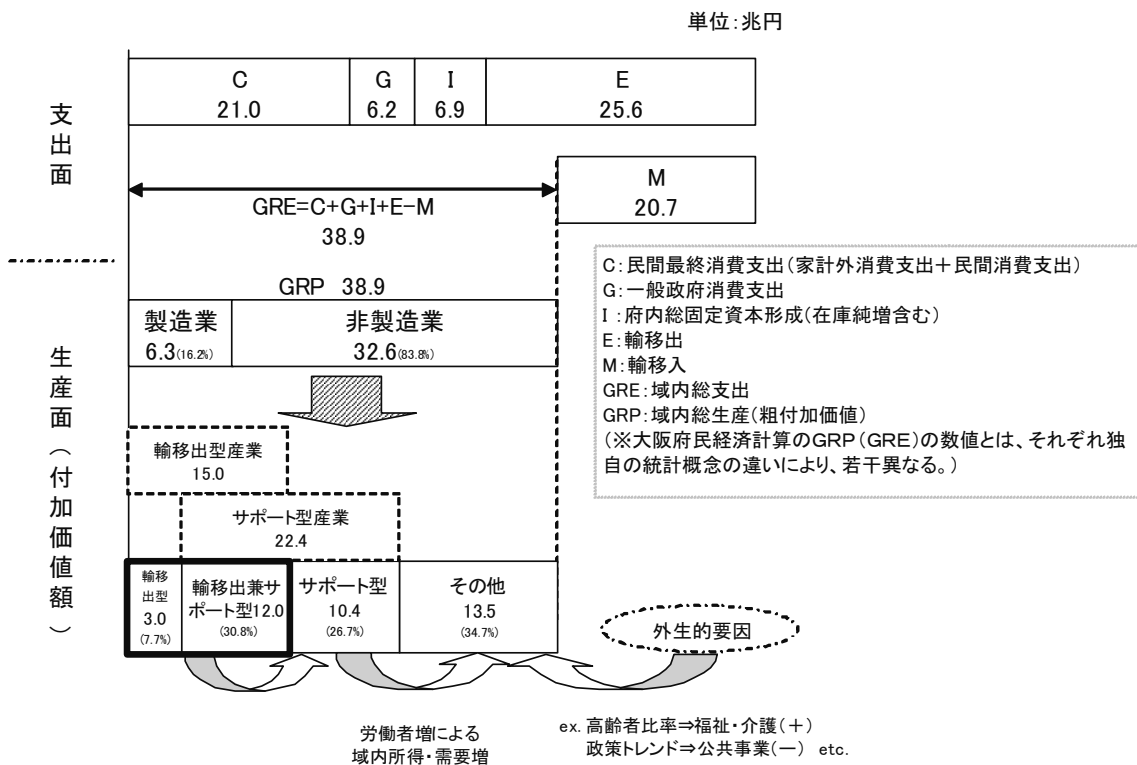 単位:兆円
支出面
C
21.0
G
6.2
I
6.9
E
25.6
M
20.7
GRE=C+G+I+E−M
38.9
GRP 38.9
製造業
6.3(16.2%)
非製造業
32.6(83.8%)
C:民間最終消費支出(家計外消費支出+民間消費支出)
G:一般政府消費支出
I:府内総固定資本形成(在庫純増含む)
E:輸移出
M:輸移入
GRE:域内総支出
GRP:域内総生産(粗付加価値)
(※大阪府民経済計算のGRP(GRE)の数値とは、それぞれ独
自の統計概念の違いにより、若干異なる。)
生産面(付加価値額)
輸移出型産業
15.0
サポート型産業
22.4
輸移
出型
3.0
(7.7%)
輸移出兼サ
ポート型12.0
(30.8%)
サポート型
10.4
(26.7%)
その他
13.5
(34.7%)
外生的要因
労働者増による
域内所得・需要増
ex. 高齢者比率⇒福祉・介護(+)
政策トレンド⇒公共事業(−) etc.